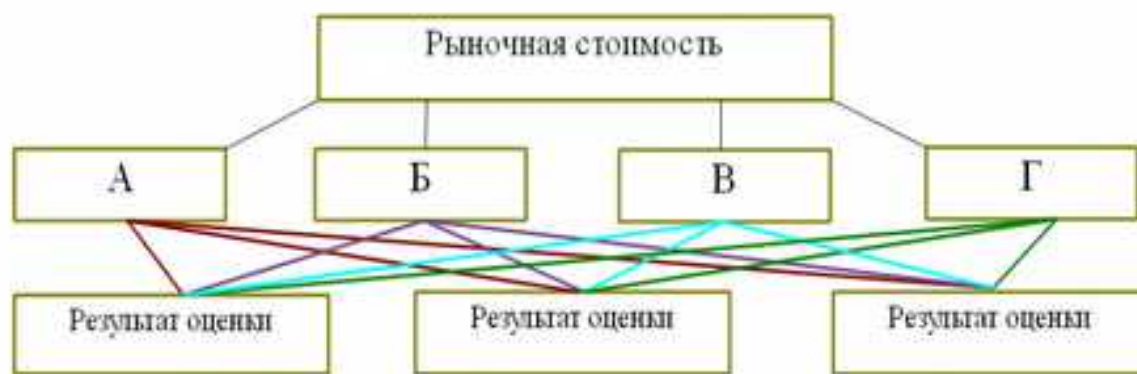 Рыночная стоимость
А
Б
В
Г
Результат оценки
Результат оценки
Результат оценки